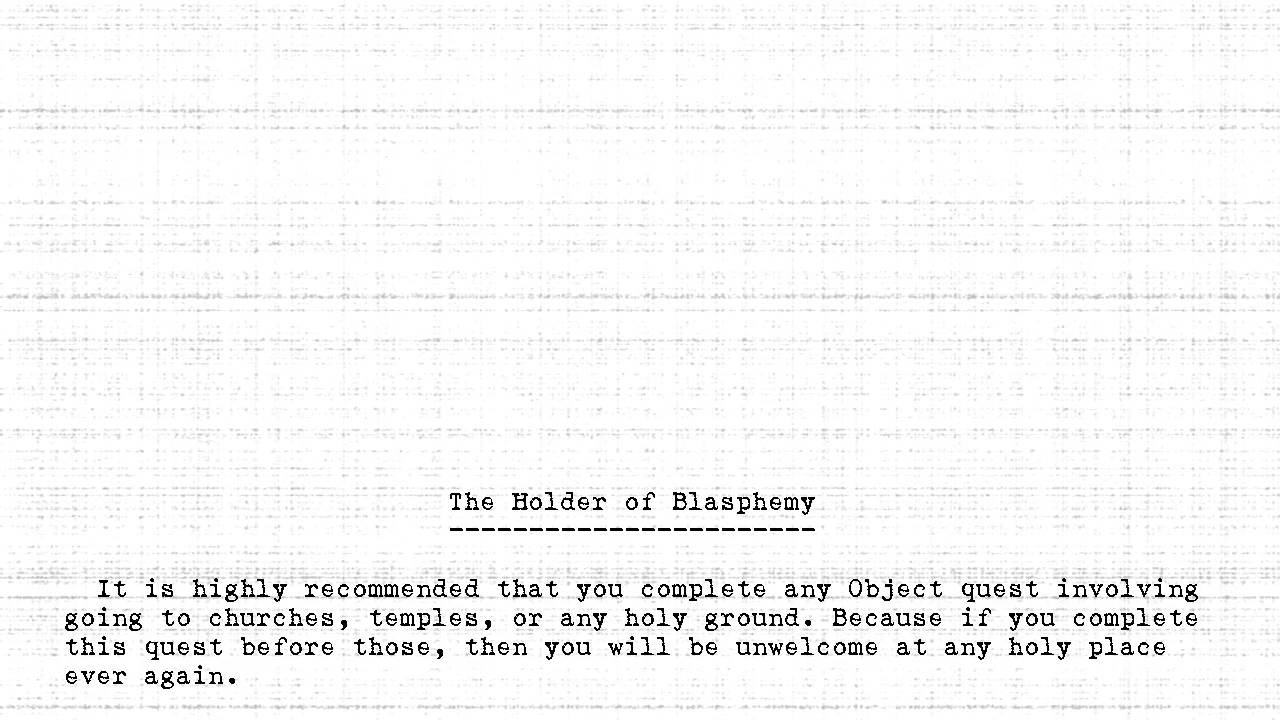 The Holder of Blasphemy
-----------------------
It is highly recommended that you complete any Object quest involving
going to churches, temples, or any holy ground. Because if you complete
this quest before those, then you will be unwelcome at any holy place
ever again.